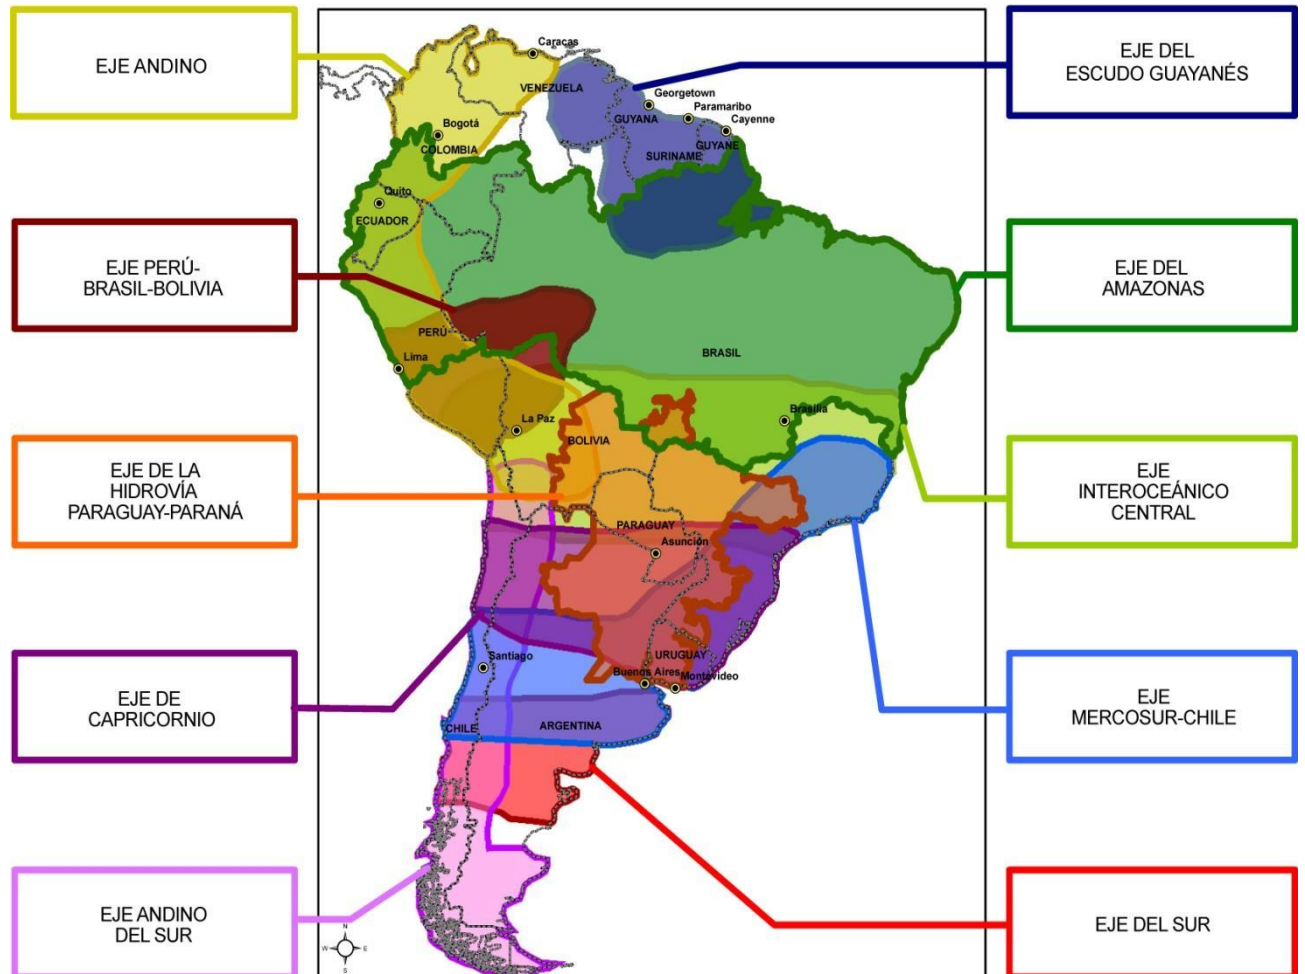 EJE ANDINO
EJE PERÚ-
BRASIL-BOLIVIA
EJE DE LA
HIDROVÍA
PARAGUAY-PARANÁ
EJE DE
CAPRICORNIO
EJE ANDINO
DEL SUR
Caracas
VENEZUELA
Georgetown
GUYANA
Paramaribo
Cayenne
Bogotá
COLOMBIA
SURINAME
GUYANE
Quito
ECUADOR
PERÚ
BRASIL
Lima
Brasilia
La Paz
BOLIVIA
PARAGUAY
Asunción
URUGUAY
Santiago
Buenos Aires
Montevideo
CHILE
ARGENTINA
N
W
E
S
EJE DEL
ESCUDO GUAYANÉS
EJE DEL
AMAZONAS
EJE
INTEROCEÁNICO
CENTRAL
EJE
MERCOSUR-CHILE
EJE DEL SUR